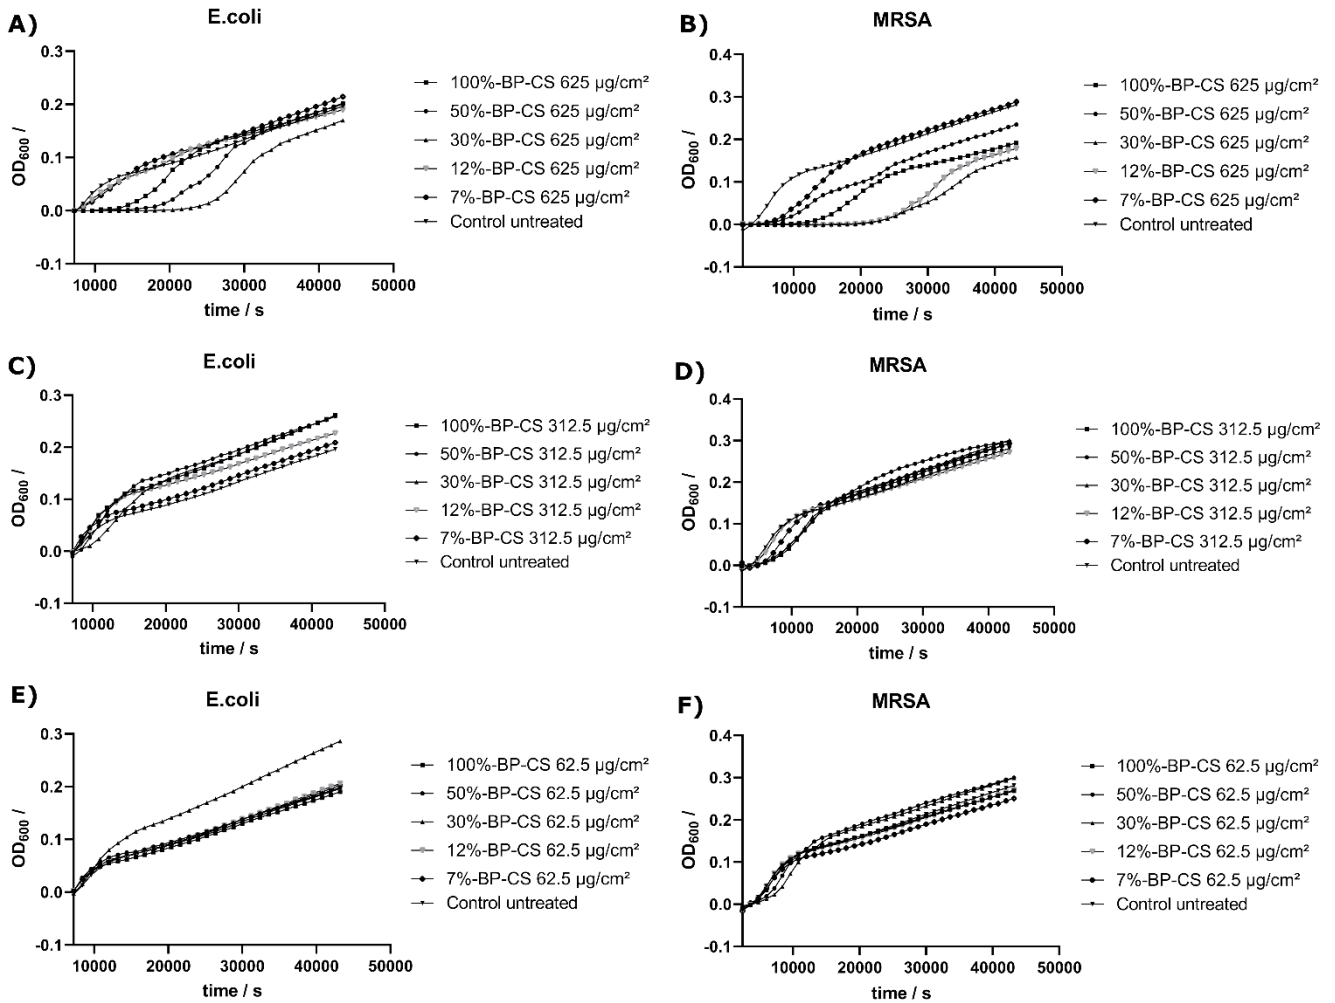 A)
E.coli
0.3
0.2
0.1
0.0
-0.1
OD600 /
10000 20000 30000 40000 50000
time / s
100%-BP-CS 625 µg/cm²
50%-BP-CS 625 µg/cm²
30%-BP-CS 625 µg/cm²
12%-BP-CS 625 µg/cm²
7%-BP-CS 625 µg/cm²
Control untreated
B)
MRSA
0.4
0.3
0.2
0.1
0.0
-0.1
OD600 /
10000 20000 30000 40000 50000
time / s
100%-BP-CS 625 µg/cm²
50%-BP-CS 625 µg/cm²
30%-BP-CS 625 µg/cm²
12%-BP-CS 625 µg/cm²
7%-BP-CS 625 µg/cm²
Control untreated
C)
E.coli
0.3
0.2
0.1
0.0
-0.1
OD600 /
10000 20000 30000 40000 50000
time / s
100%-BP-CS 312.5 µg/cm²
50%-BP-CS 312.5 µg/cm²
30%-BP-CS 312.5 µg/cm²
12%-BP-CS 312.5 µg/cm²
7%-BP-CS 312.5 µg/cm²
Control untreated
D)
MRSA
0.4
0.3
0.2
0.1
0.0
-0.1
OD600 /
10000 20000 30000 40000 50000
time / s
100%-BP-CS 312.5 µg/cm²
50%-BP-CS 312.5 µg/cm²
30%-BP-CS 312.5 µg/cm²
12%-BP-CS 312.5 µg/cm²
7%-BP-CS 312.5 µg/cm²
Control untreated
E)
E.coli
0.3
0.2
0.1
0.0
-0.1
OD600 /
10000 20000 30000 40000 50000
time / s
100%-BP-CS 62.5 µg/cm²
50%-BP-CS 62.5 µg/cm²
30%-BP-CS 62.5 µg/cm²
12%-BP-CS 62.5 µg/cm²
7%-BP-CS 62.5 µg/cm²
Control untreated
F)
MRSA
0.4
0.3
0.2
0.1
0.0
-0.1
OD600 /
10000 20000 30000 40000 50000
time / s
100%-BP-CS 62.5 µg/cm²
50%-BP-CS 62.5 µg/cm²
30%-BP-CS 62.5 µg/cm²
12%-BP-CS 62.5 µg/cm²
7%-BP-CS 62.5 µg/cm²
Control untreated